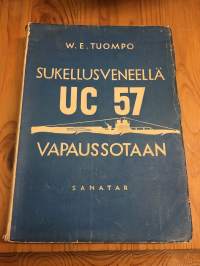 W. E. TUOMPO
SUKELLUSVENEELLÄ
UC 57
VAPAUSSOTAAN
SANATAR